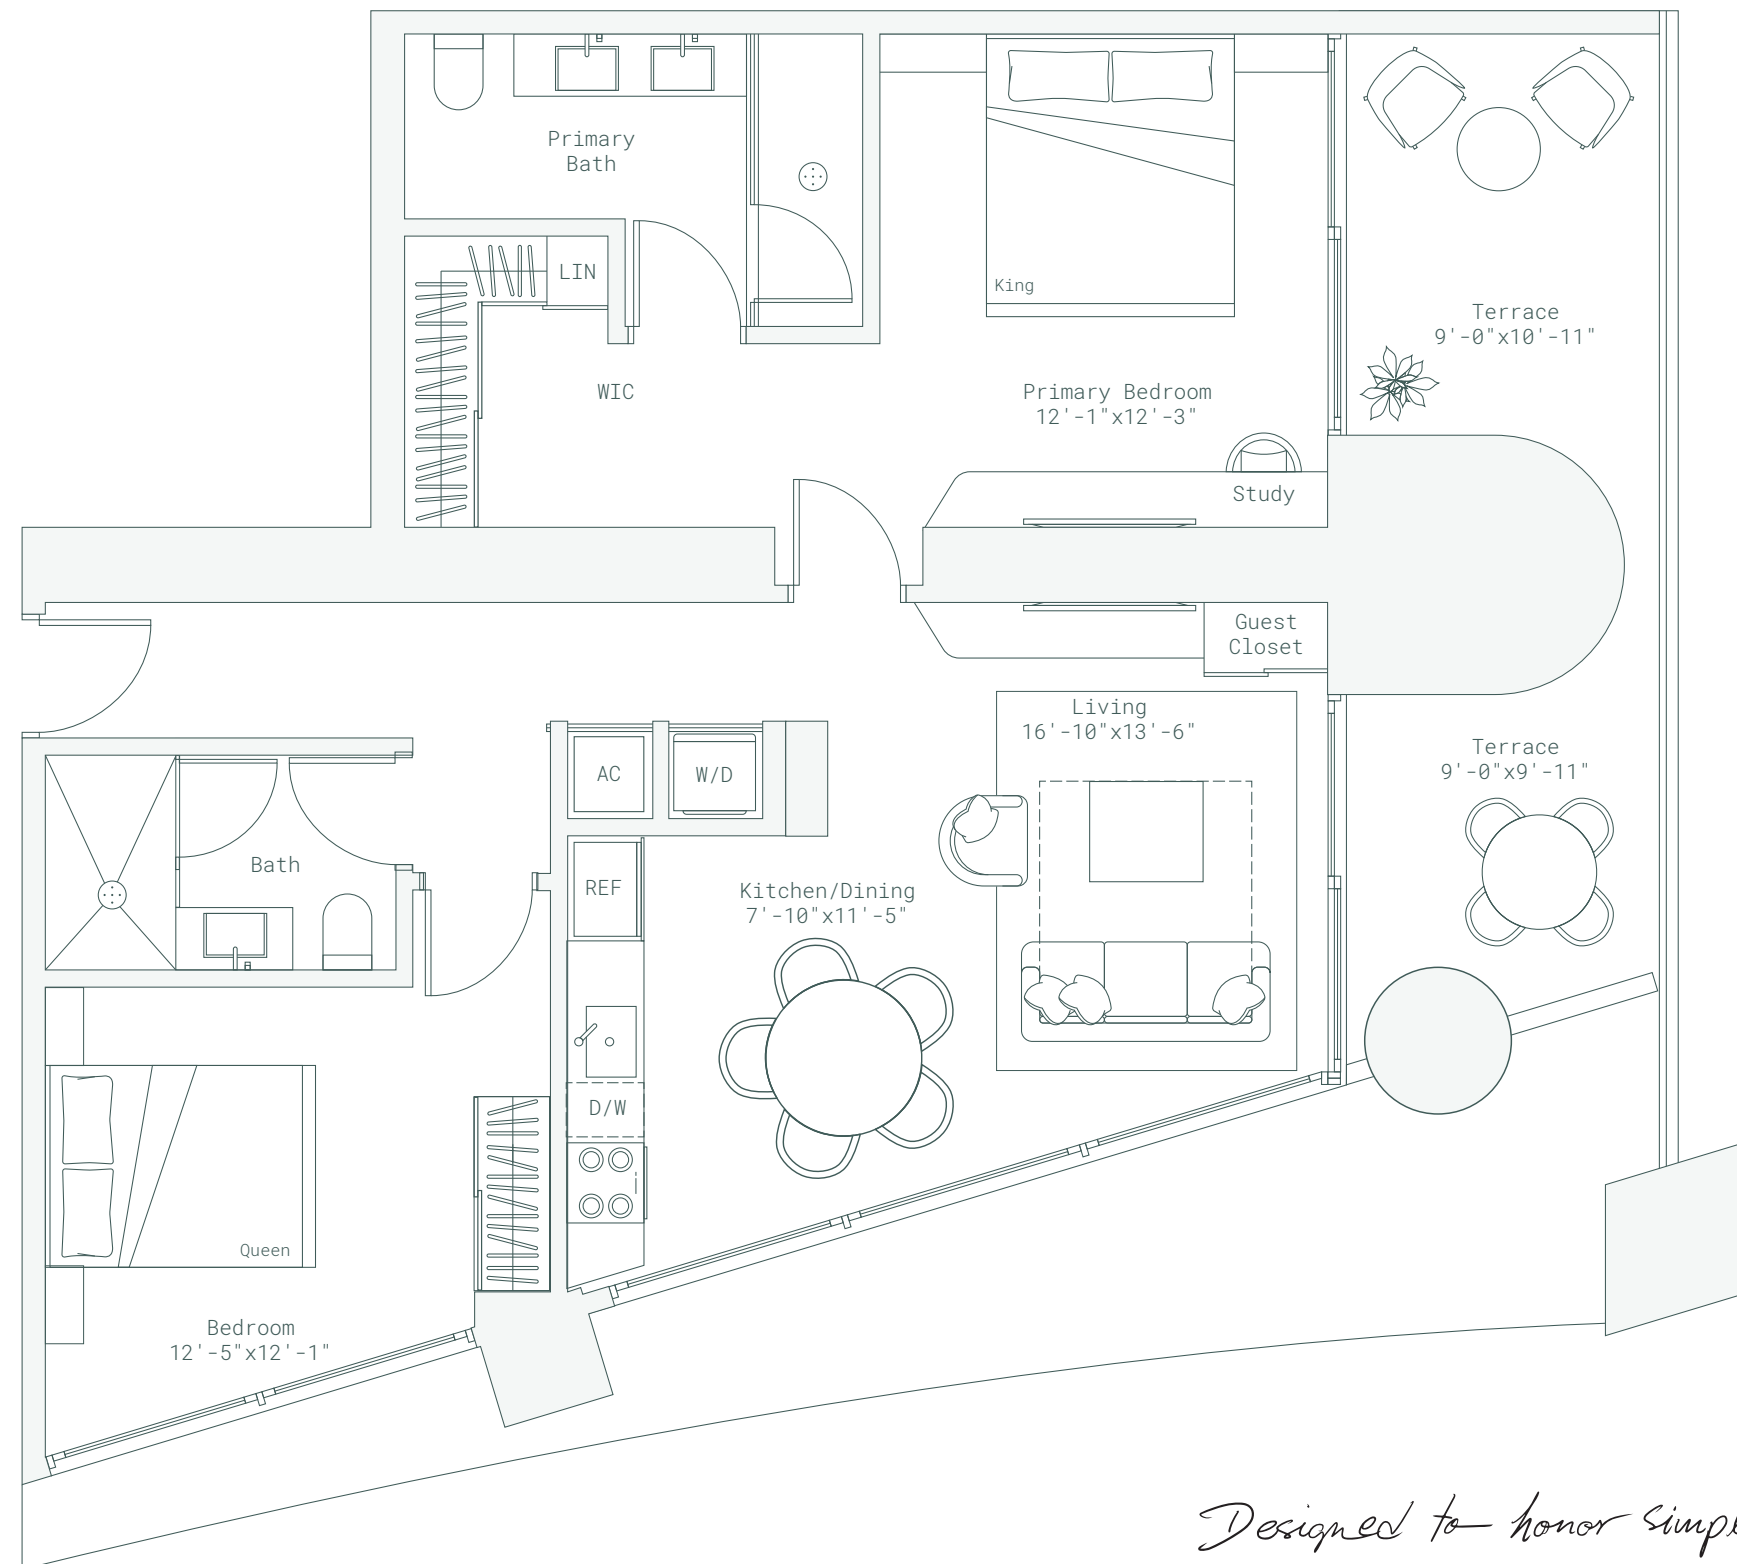 Primary
Bath
LIN
King
Terrace
9'-0"x10'-11"
WIC
Primary Bedroom
12'-1"x12'-3"
Study
Guest
Closet
Living
16'-10"x13'-6"
Terrace
9'-0"x9'-11"
AC
W/D
Bath
REF
Kitchen/Dining
7'-10"x11'-5"
D/W
Queen
Bedroom
12'-5"x12'-1"
Designed to honor